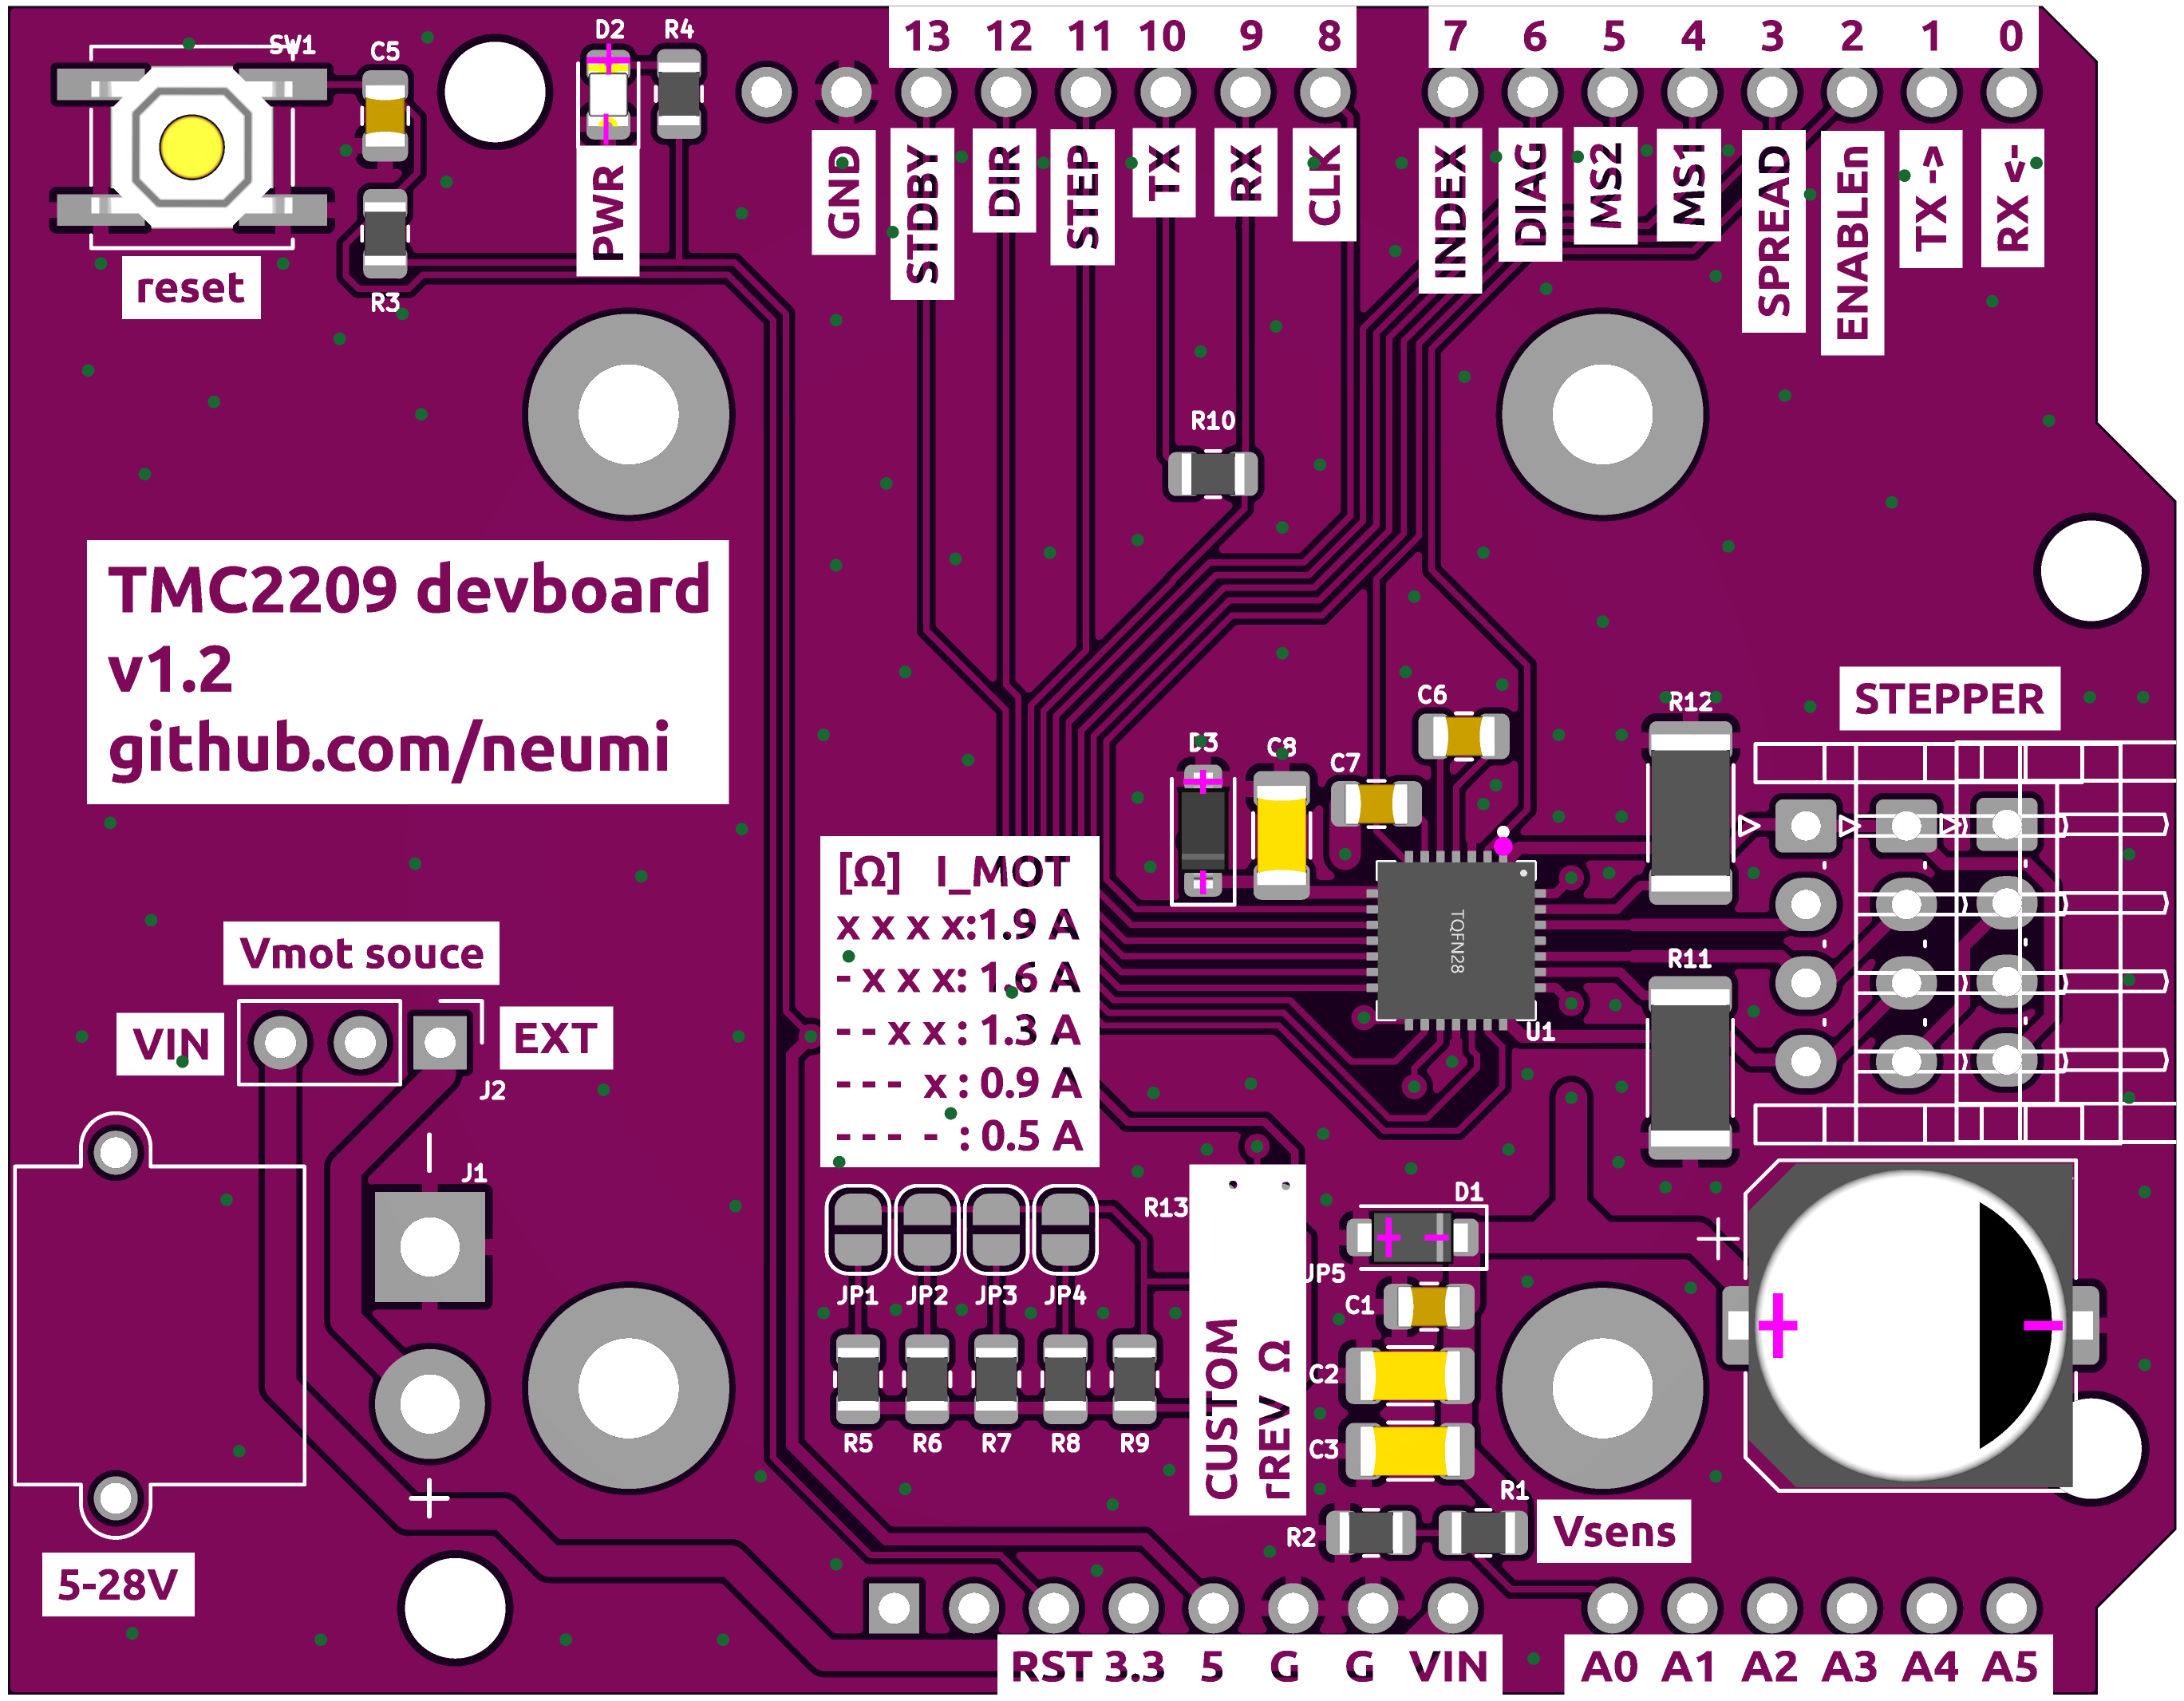 13 12 11 10 9 8 7 6 5 4 3 2 1 0
SW1
C5
D2
R4
GND
STDBY
DIR
STEP
TX
RX
CLK
INDEX
DIAG
MS2
MS1
SPREAD
ENABLEn
TX ->
RX <-
PWR
reset
R3
R10
TMC2209 devboard
v1.2
github.com/neumi
C6
R12
STEPPER
D3
C8
C7
[Ω] I_MOT
x x x x:1.9 A
- x x x: 1.6 A
- - x x : 1.3 A
- - - x : 0.9 A
- - - - : 0.5 A
TQFN28
U1
R11
Vmot souce
VIN
EXT
J2
J1
R13
D1
JP5
JP1
JP2
JP3
JP4
C1
C2
C3
CUSTOM
rREV Ω
R5
R6
R7
R8
R9
R2
R1
Vsens
5-28V
RST 3.3 5 G G VIN A0 A1 A2 A3 A4 A5